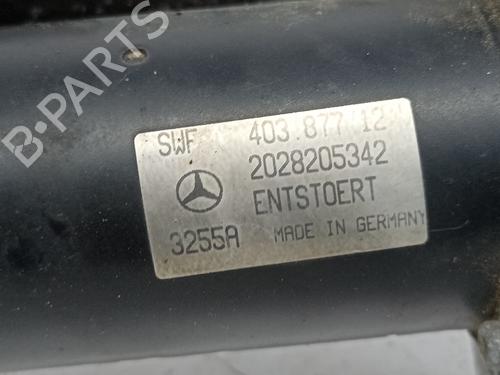 B-PARTS
SWF 403.877 12
2028205342
ENTSTOERT
3255A MADE IN GERMANY